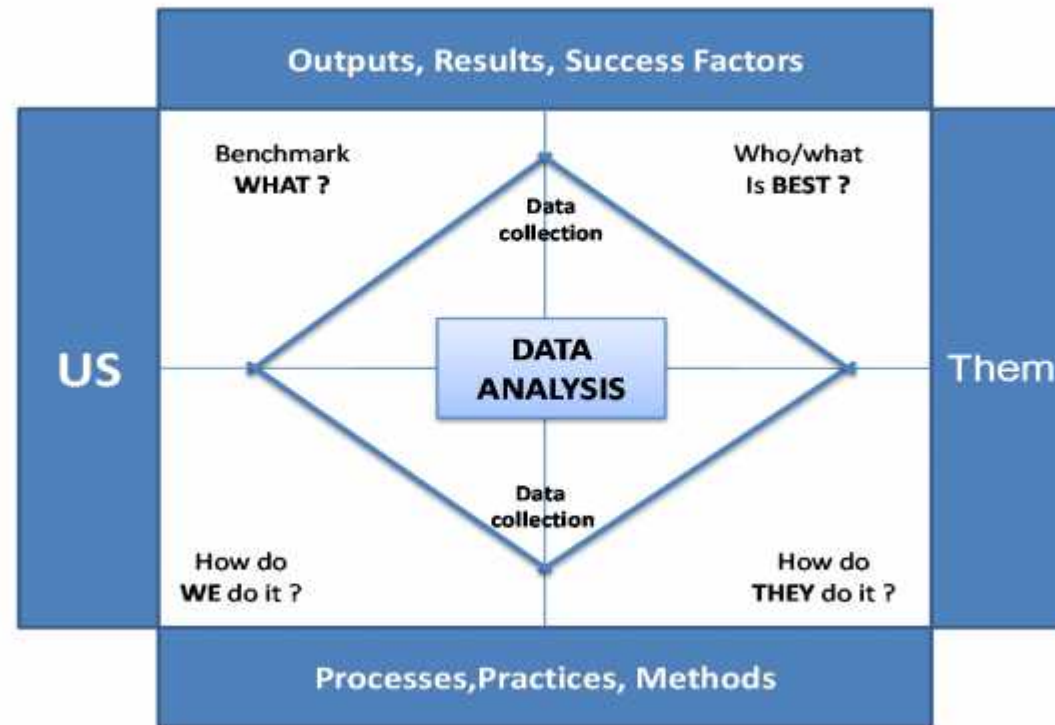 Outputs, Results, Success Factors
Benchmark
WHAT ?
Who/what
Is BEST ?
Data
collection
US
DATA
ANALYSIS
Them
Data
collection
How do
WE do it ?
How do
THEY do it ?
Processes,Practices, Methods